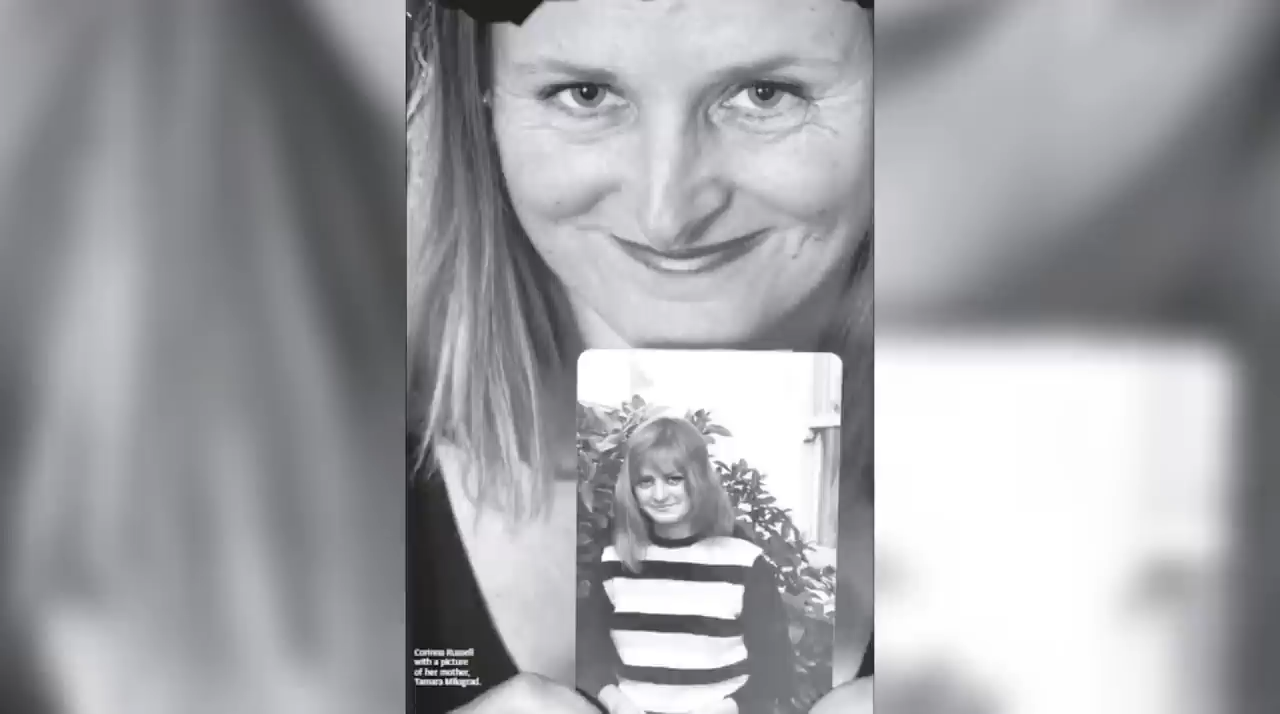 Corinna Russell
with a picture
of her mother,
Tamara Milograd.